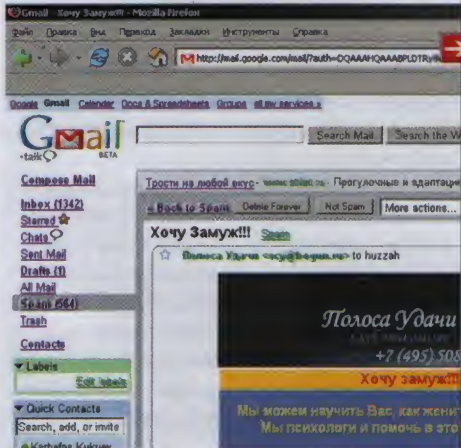 Gmail - Хочу Замуж!!! - Mozilla Firefox
Файл Правка Вид Переход Закладки Инструменты Справка
http://mail.google.com/mail/?auth=DQAAAHQAAABPLDTRy
Google Gmail Calendar Docs & Spreadsheets Groups all my services »
Gmail
talk BETA
Search Mail Search the W
Compose Mail
Inbox (1342)
Starred
Chats
Sent Mail
Drafts (1)
All Mail
Spam (564)
Trash
Contacts
Labels
Edit labels
Quick Contacts
Search, add, or invite
Трости на любой вкус - Прогулочные и адаптаци
« Back to Spam Delete Forever Not Spam More actions...
Хочу Замуж!!! Spam
Полоса Удачи to huzzah
Полоса Удачи
+7 (495) 508
Хочу замуж!!!
Мы можем научить Вас, как жени
Мы психологи и помочь в это